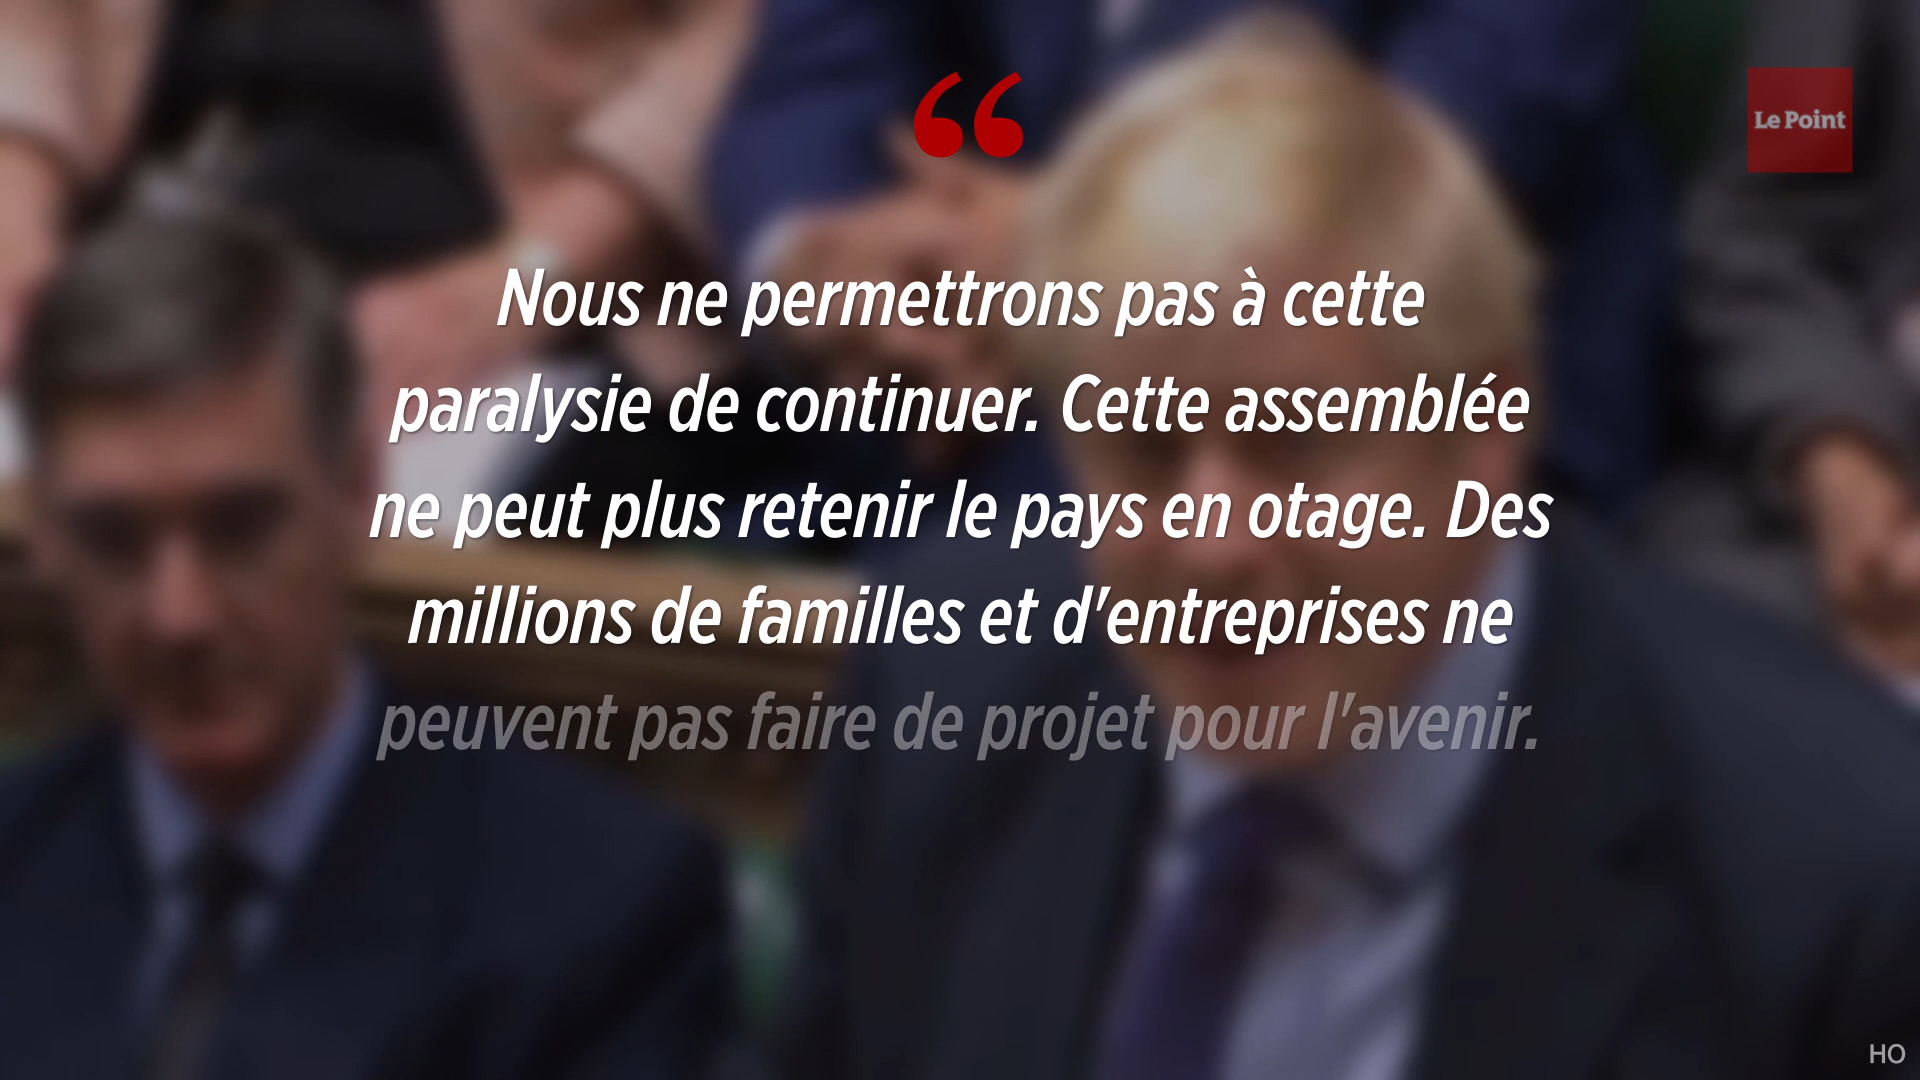 “
Le Point
Nous ne permettrons pas à cette
paralysie de continuer. Cette assemblée
ne peut plus retenir le pays en otage. Des
millions de familles et d'entreprises ne
peuvent pas faire de projet pour l'avenir.
HO